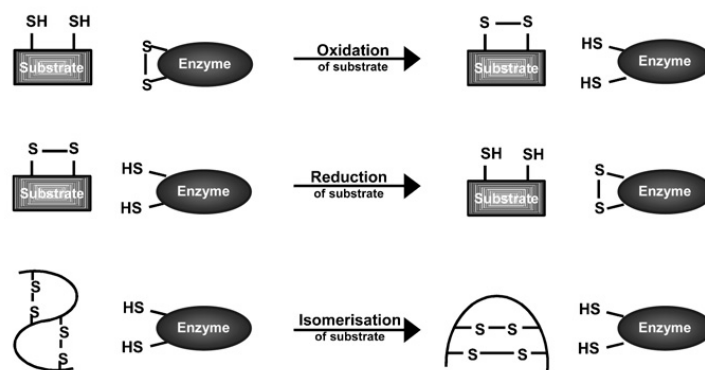 SH SH
S
S
Substrate
Enzyme
Oxidation
of substrate
S S
Substrate
HS
HS
Enzyme
S S
Substrate
HS
HS
Enzyme
Reduction
of substrate
SH SH
Substrate
S
S
Enzyme
S
S
S
S
HS
HS
Enzyme
Isomerisation
of substrate
S S
S S
HS
HS
Enzyme